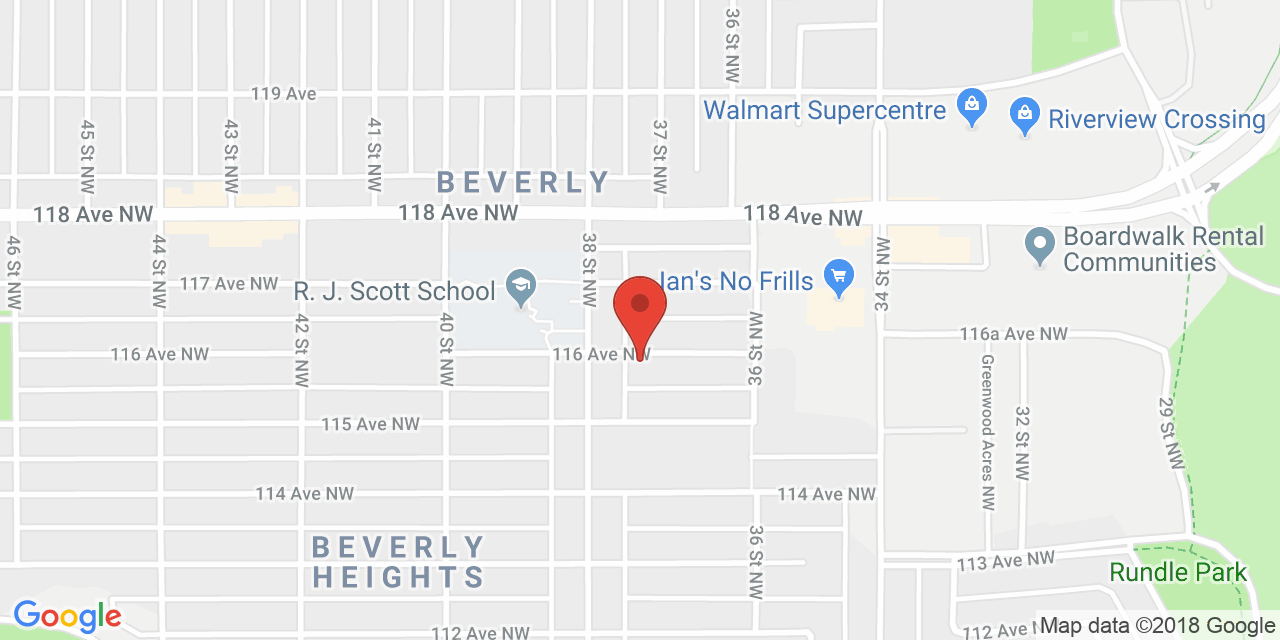 36 St NW
119 Ave
Walmart Supercentre
Riverview Crossing
45 St NW
43 St NW
41 St NW
37 St NW
BEVERLY
118 Ave NW
118 Ave NW
118 Ave NW
46 St NW
44 St NW
38 St NW
34 St NW
Boardwalk Rental
Communities
117 Ave NW
R. J. Scott School
Jan's No Frills
42 St NW
40 St NW
36 St NW
116 Ave NW
116 Ave NW
116a Ave NW
Greenwood Acres NW
32 St NW
29 St NW
115 Ave NW
114 Ave NW
114 Ave NW
36 St NW
BEVERLY
HEIGHTS
113 Ave NW
Rundle Park
Google
112 Ave NW
112 Ave
Map data ©2018 Google